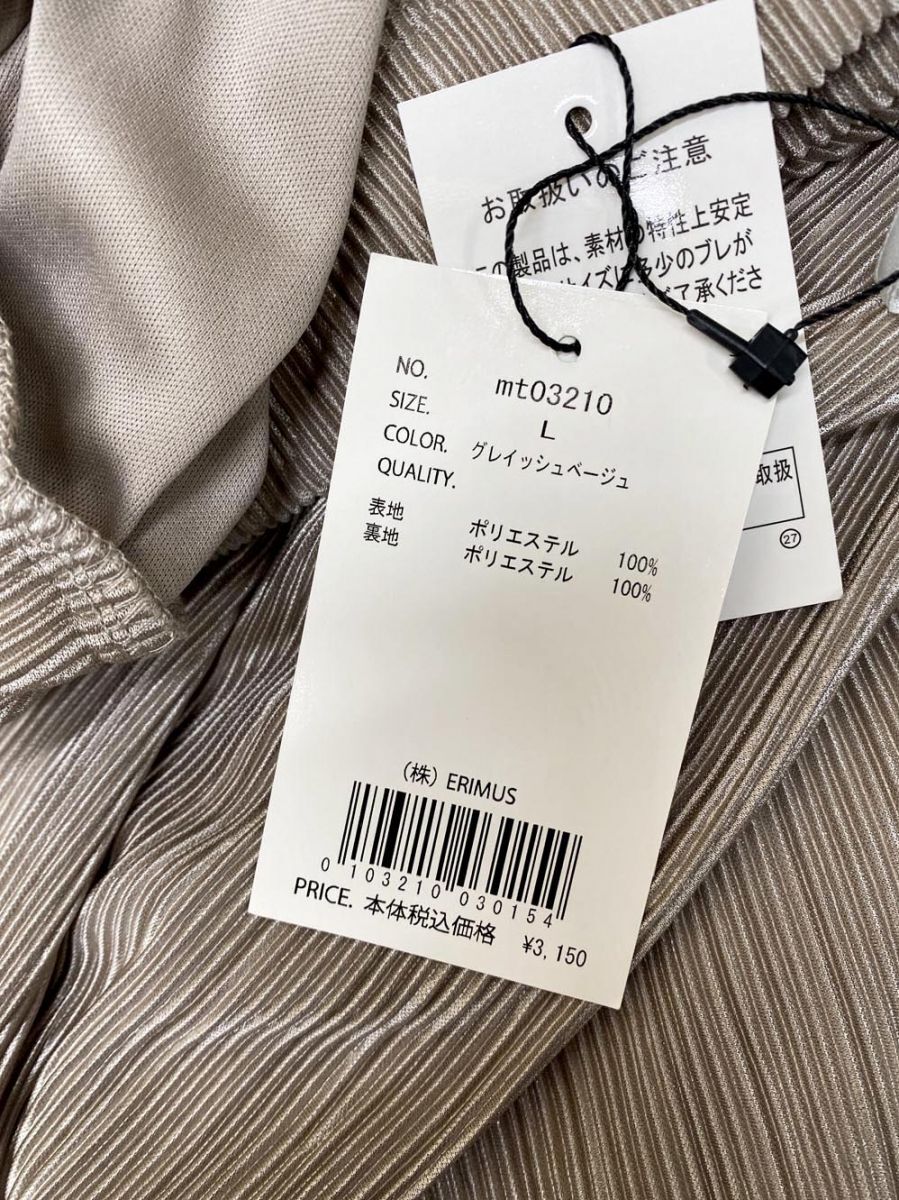 お取扱いのご注意
この製品は、素材の特性上安定
サイズに多少のブレが
ご了承くださ
取扱
27
NO. mt03210
SIZE. L
COLOR. グレイッシュベージュ
QUALITY.
表地 ポリエステル 100%
裏地 ポリエステル 100%
(株) ERIMUS
0 103210 030154
PRICE. 本体税込価格 ¥3,150